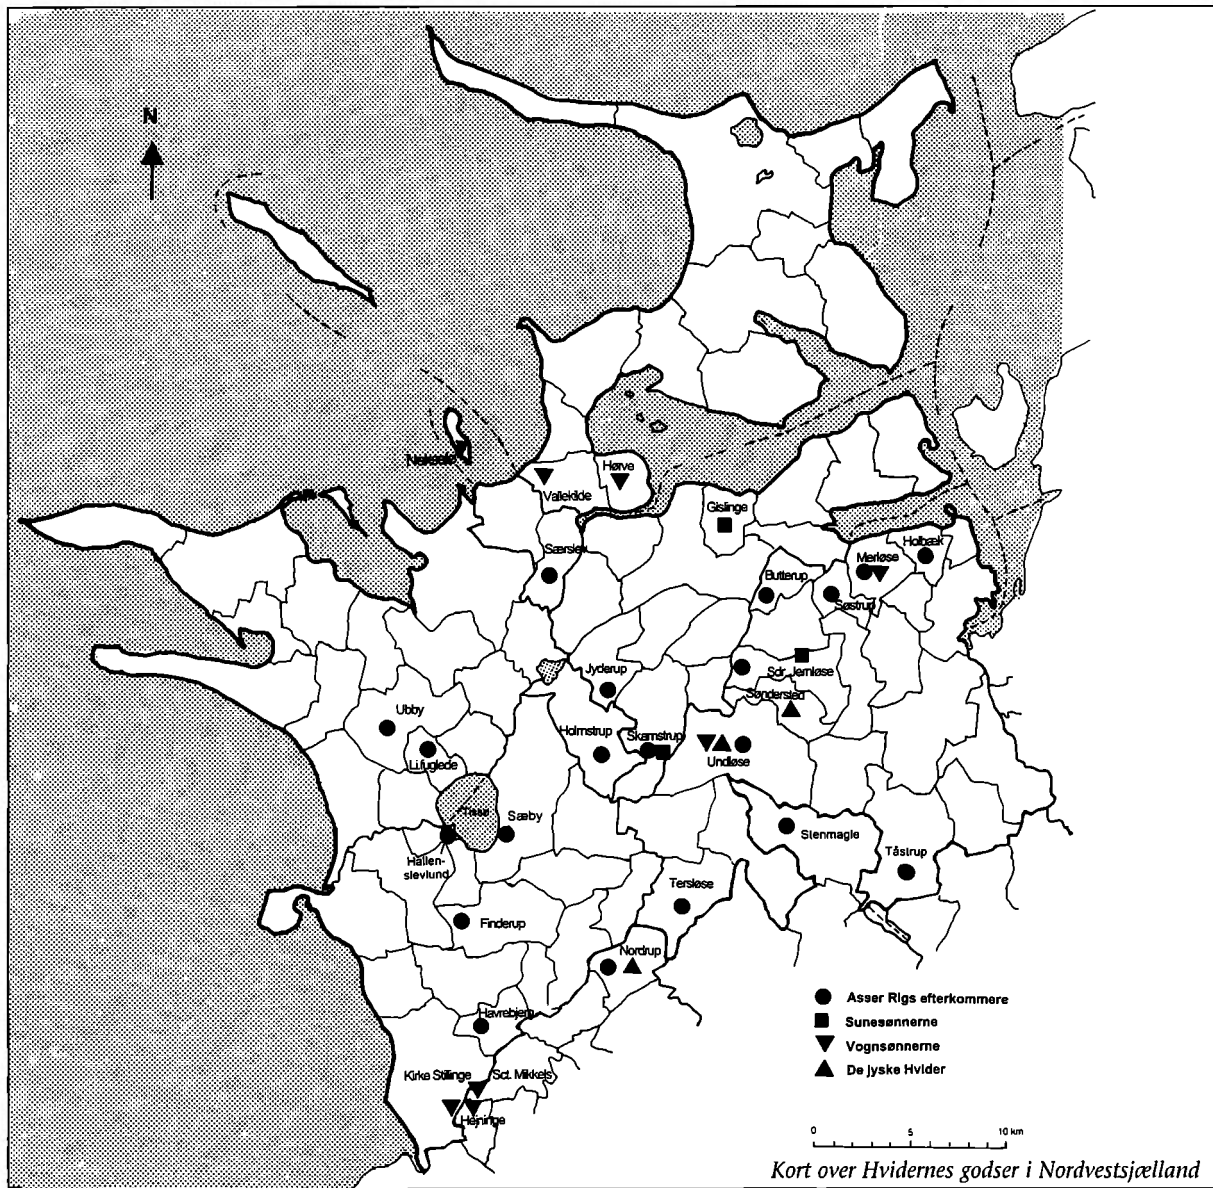 N
Nekselø
Vallekilde
Hørve
Gislinge
Særslev
Butterup
Merløse
Holbæk
Søstrup
Jyderup
Sdr. Jernløse
Søndersted
Ubby
Ll.fuglede
Holmstrup
Skamstrup
Undløse
Tissø
Sæby
Hallen-
slevlund
Stenmagle
Tåstrup
Tersløse
Finderup
Nordrup
Havrebjerg
Kirke Stillinge
Sct. Mikkels
Hejninge
Asser Rigs efterkommere
Sunesønnerne
Vognsønnerne
De jyske Hvider
0 5 10 km
Kort over Hvidernes godser i Nordvestsjælland